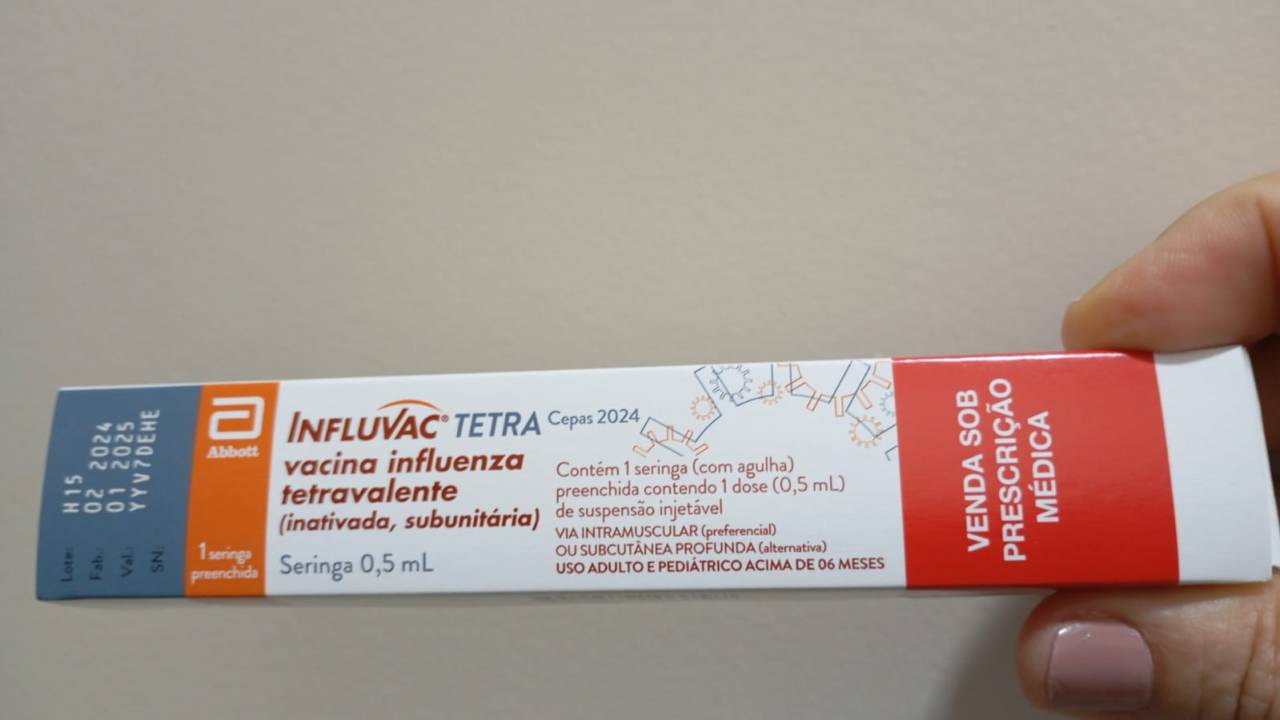 Lote: H15
Fab.: 02 2024
Val.: 01 2025
SN: YYV7DEHE
Abbott
1 seringa
preenchida
INFLUVAC® TETRA Cepas 2024
vacina influenza
tetravalente
(inativada, subunitária)
Seringa 0,5 mL
Contém 1 seringa (com agulha)
preenchida contendo 1 dose (0,5 mL)
de suspensão injetável
VIA INTRAMUSCULAR (preferencial)
OU SUBCUTÂNEA PROFUNDA (alternativa)
USO ADULTO E PEDIÁTRICO ACIMA DE 06 MESES
VENDA SOB
PRESCRIÇÃO
MÉDICA